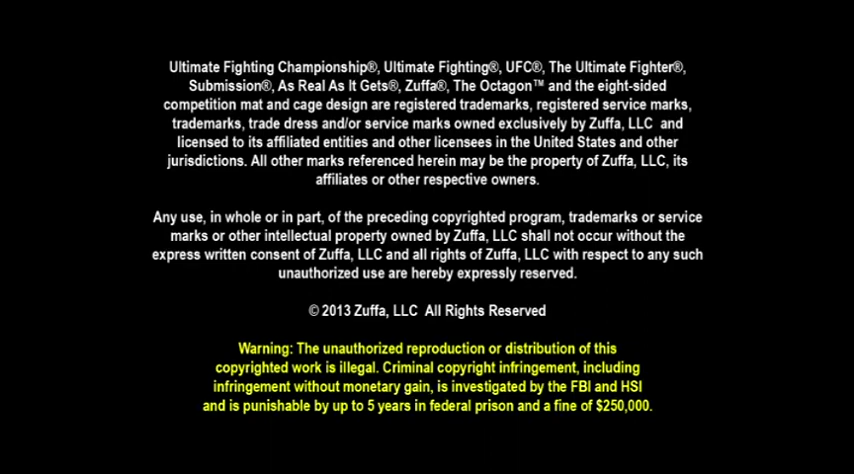 Ultimate Fighting Championship®, Ultimate Fighting®, UFC®, The Ultimate Fighter®,
Submission®, As Real As It Gets®, Zuffa®, The Octagon™ and the eight-sided
competition mat and cage design are registered trademarks, registered service marks,
trademarks, trade dress and/or service marks owned exclusively by Zuffa, LLC and
licensed to its affiliated entities and other licensees in the United States and other
jurisdictions. All other marks referenced herein may be the property of Zuffa, LLC, its
affiliates or other respective owners.
Any use, in whole or in part, of the preceding copyrighted program, trademarks or service
marks or other intellectual property owned by Zuffa, LLC shall not occur without the
express written consent of Zuffa, LLC and all rights of Zuffa, LLC with respect to any such
unauthorized use are hereby expressly reserved.
© 2013 Zuffa, LLC All Rights Reserved
Warning: The unauthorized reproduction or distribution of this
copyrighted work is illegal. Criminal copyright infringement, including
infringement without monetary gain, is investigated by the FBI and HSI
and is punishable by up to 5 years in federal prison and a fine of $250,000.